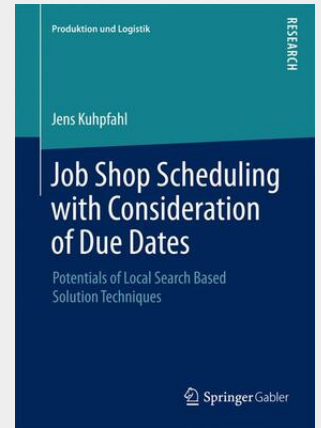 Produktion und Logistik
RESEARCH
Jens Kuhpfahl
Job Shop Scheduling
with Consideration
of Due Dates
Potentials of Local Search Based
Solution Techniques
Springer Gabler